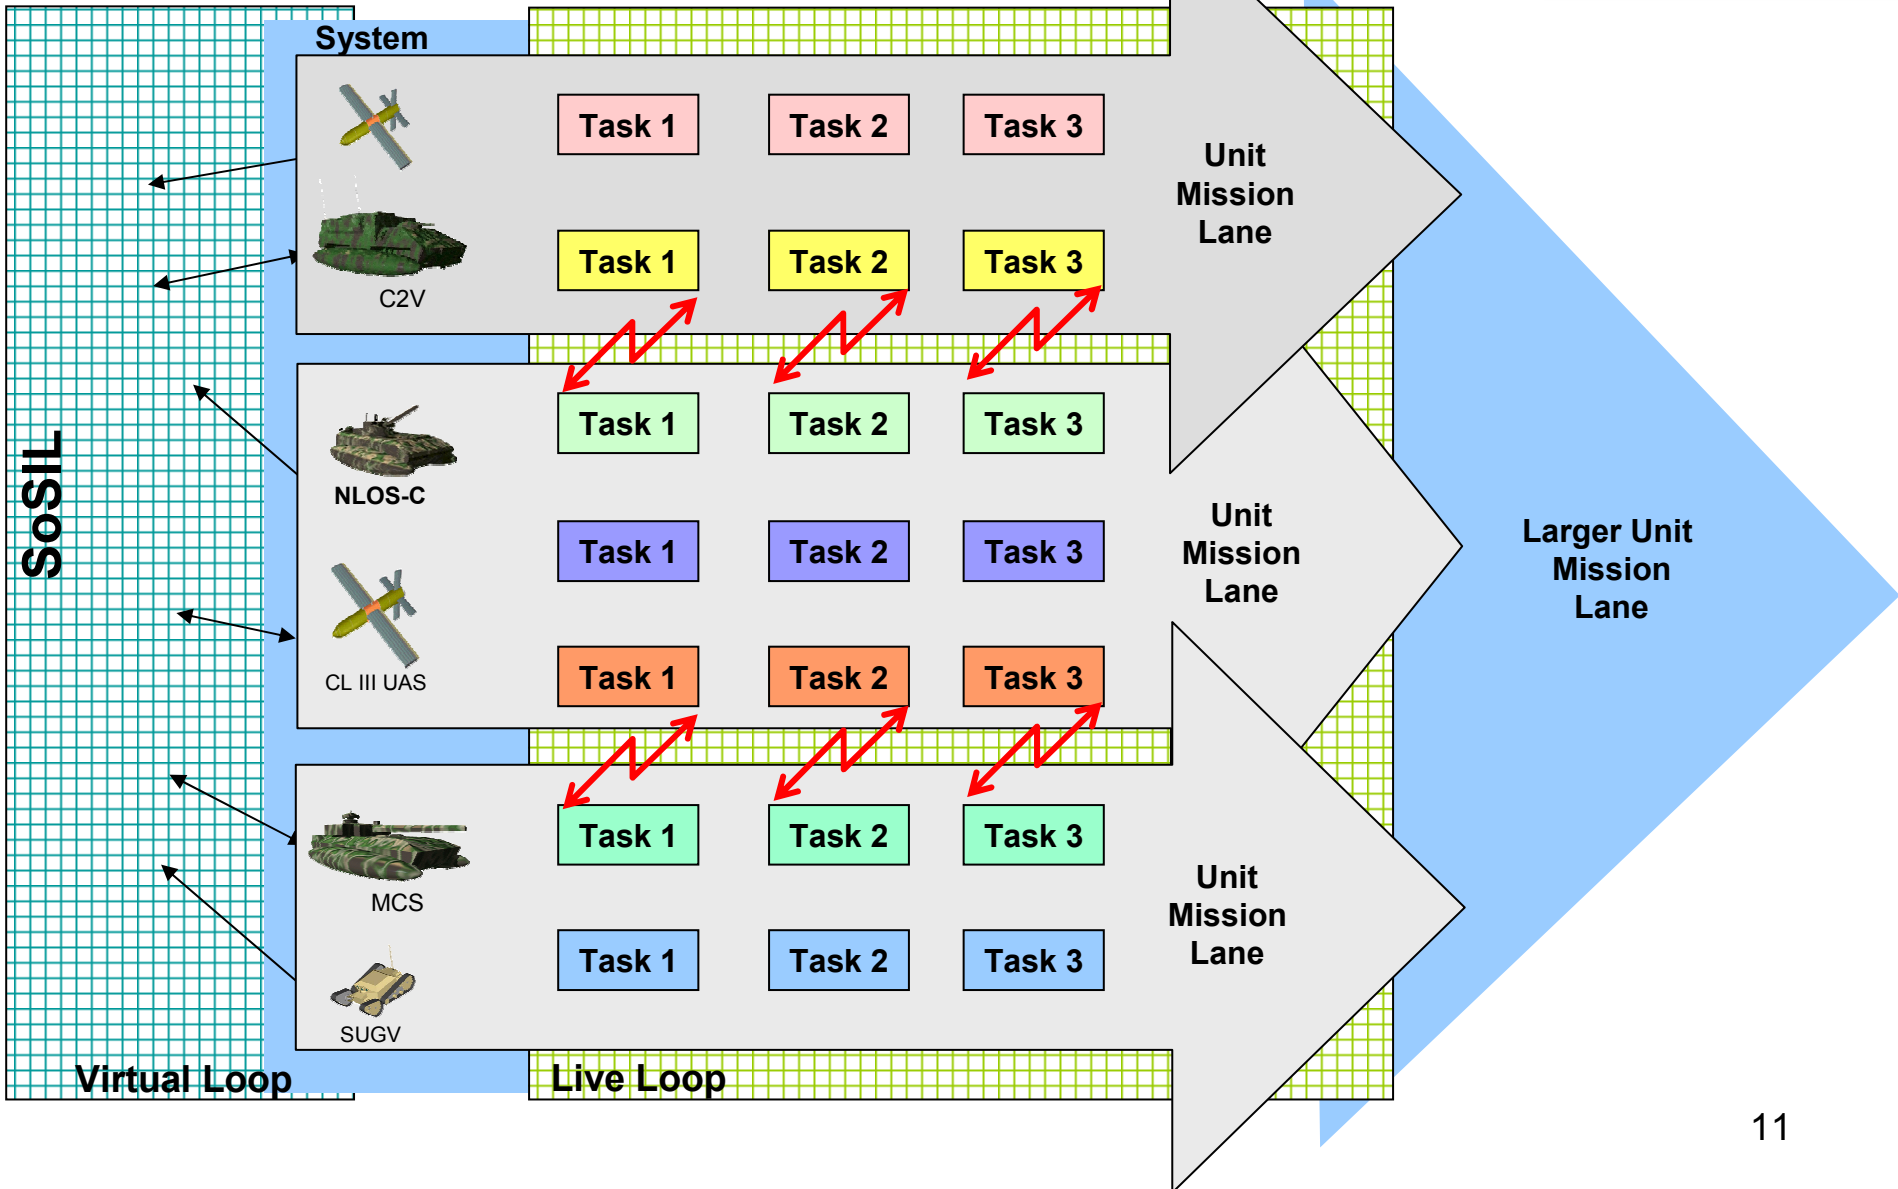 System
Task 1
Task 2
Task 3
Unit
Mission
Lane
Task 1
Task 2
Task 3
C2V
Task 1
Task 2
Task 3
NLOS-C
SoSIL
Unit
Mission
Lane
Task 1
Task 2
Task 3
Larger Unit
Mission
Lane
Task 1
Task 2
Task 3
CL III UAS
Task 1
Task 2
Task 3
MCS
Unit
Mission
Lane
Task 1
Task 2
Task 3
SUGV
Virtual Loop
Live Loop
11